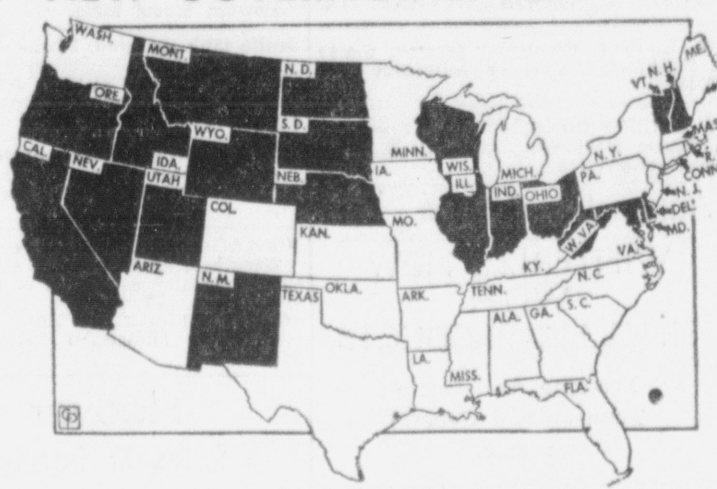 WASH.
MONT.
N. D.
ORE.
S. D.
WYO.
IDA.
CAL.
NEV.
UTAH
NEB.
COL.
KAN.
ARIZ.
N. M.
TEXAS
OKLA.
MINN.
IA.
WIS.
ILL.
MICH.
IND.
OHIO
MO.
ARK.
LA.
MISS.
TENN.
KY.
ALA.
GA.
FLA.
S. C.
N. C.
VA.
W. VA.
PA.
N. Y.
VT.
N. H.
ME.
MAS
R.
CONN
N. J.
DEL.
MD.
CP